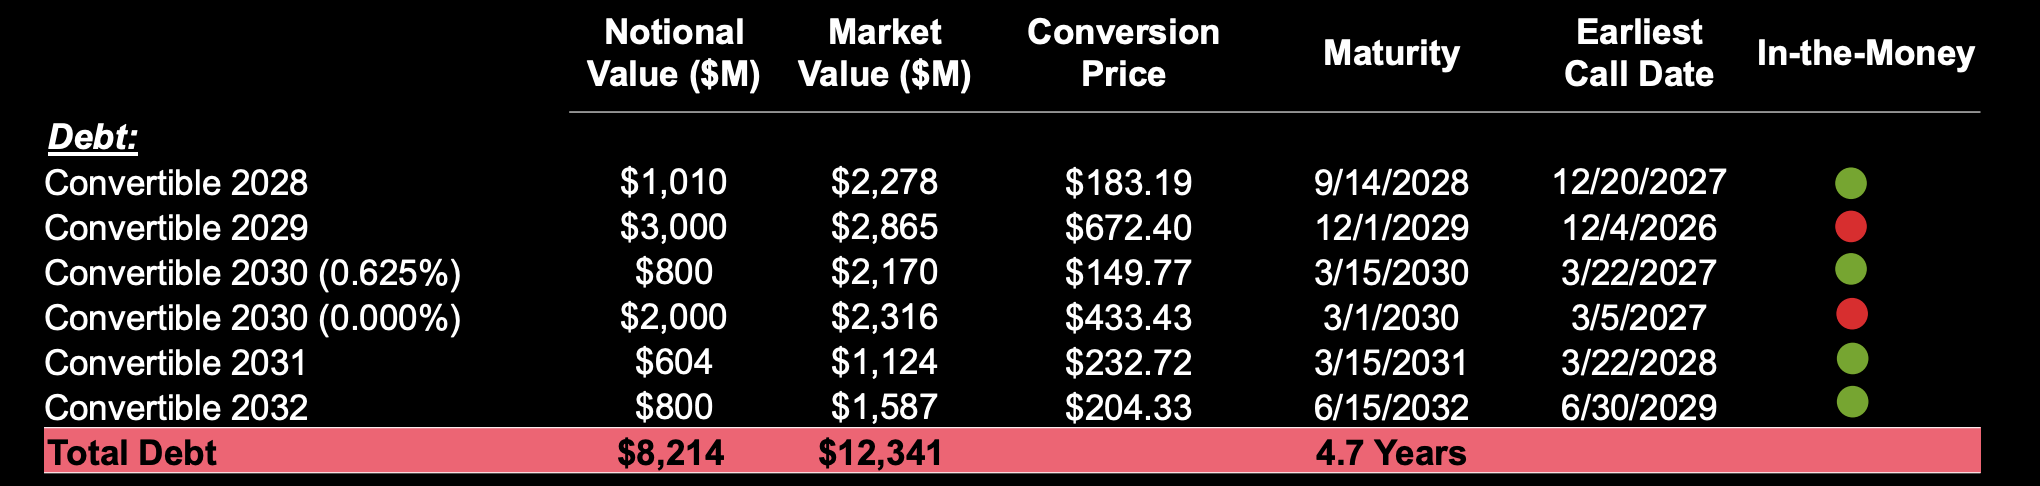 Notional Value ($M) Market Value ($M) Conversion Price Maturity Earliest Call Date In-the-Money
Debt:
Convertible 2028 $1,010 $2,278 $183.19 9/14/2028 12/20/2027
Convertible 2029 $3,000 $2,865 $672.40 12/1/2029 12/4/2026
Convertible 2030 (0.625%) $800 $2,170 $149.77 3/15/2030 3/22/2027
Convertible 2030 (0.000%) $2,000 $2,316 $433.43 3/1/2030 3/5/2027
Convertible 2031 $604 $1,124 $232.72 3/15/2031 3/22/2028
Convertible 2032 $800 $1,587 $204.33 6/15/2032 6/30/2029
Total Debt $8,214 $12,341 4.7 Years